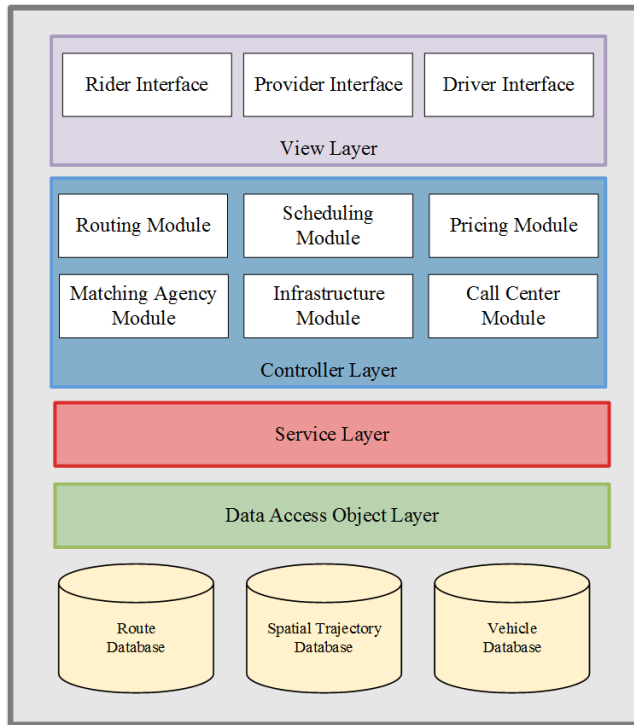 Rider Interface
Provider Interface
Driver Interface
View Layer
Routing Module
Scheduling
Module
Pricing Module
Matching Agency
Module
Infrastructure
Module
Call Center
Module
Controller Layer
Service Layer
Data Access Object Layer
Route
Database
Spatial Trajectory
Database
Vehicle
Database